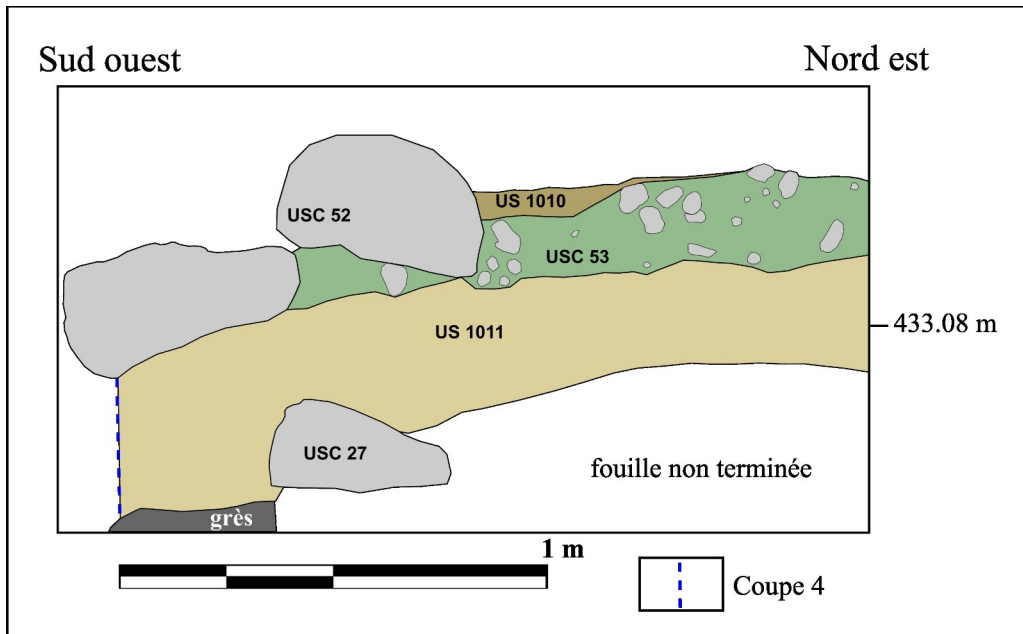 Sud ouest
Nord est
US 1010
USC 52
USC 53
433.08 m
US 1011
USC 27
fouille non terminée
grès
1 m
Coupe 4